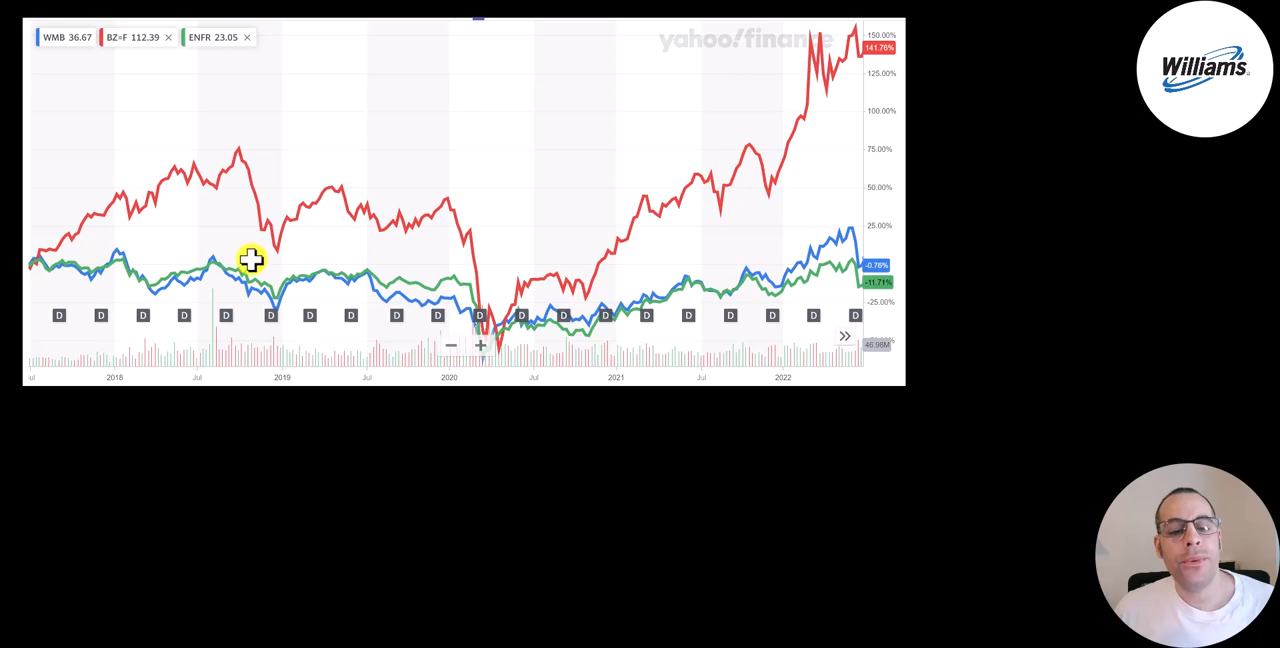 WMB 36.67 BZ=F 112.39 ENFR 23.05
yahoo!finance
Williams
150.00%
141.76%
125.00%
100.00%
75.00%
50.00%
25.00%
-0.76%
-11.71%
-25.00%
D D D D D D D D D D D D D D D D D D D D
46.98M
2018 Jul 2019 Jul 2020 Jul 2021 Jul 2022